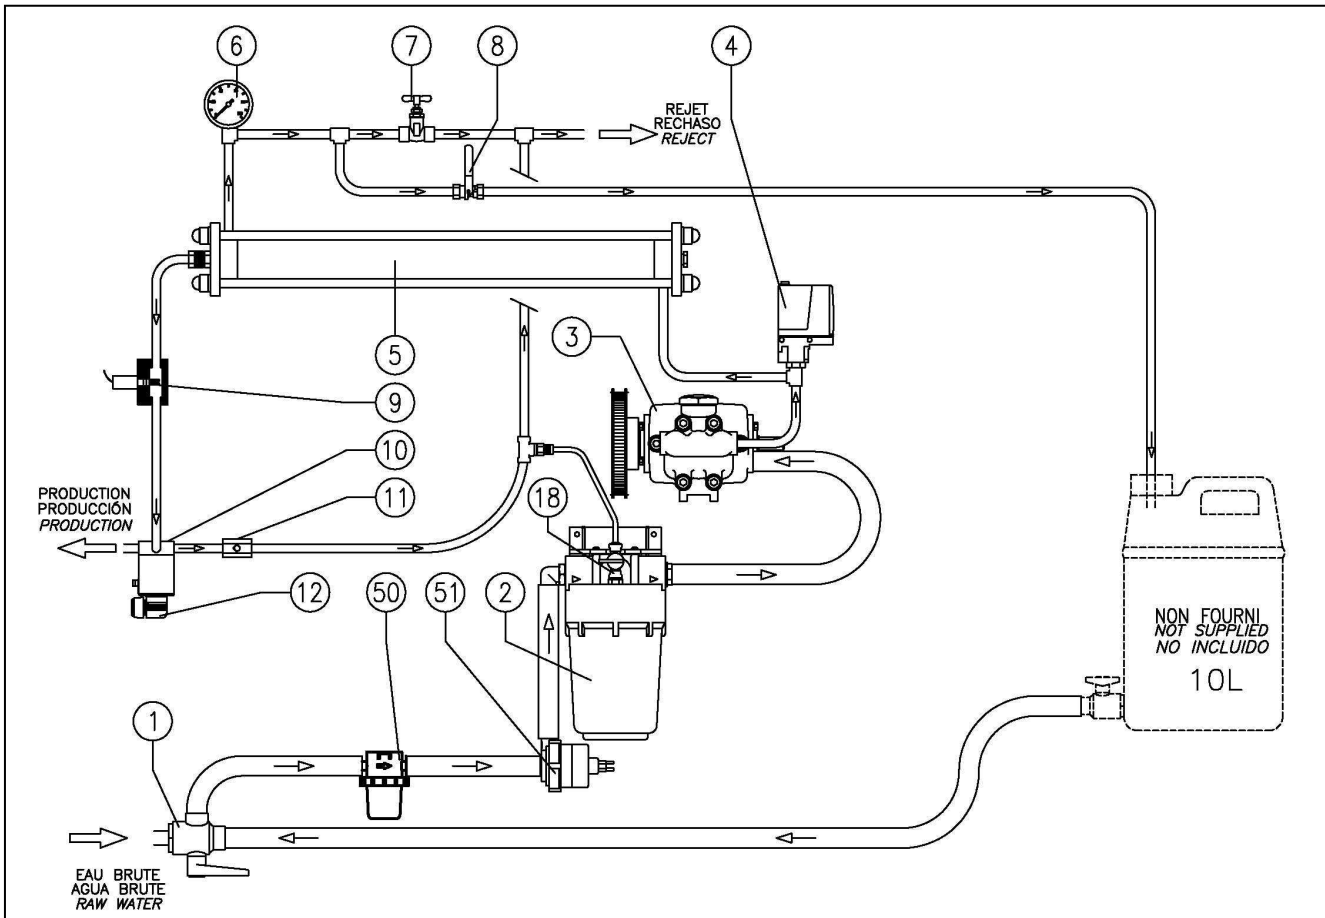 6
7
8
4
REJET
RECHASO
REJECT
5
3
9
10
11
PRODUCTION
PRODUCCIÓN
PRODUCTION
18
12
50
51
2
NON FOURNI
NOT SUPPLIED
NO INCLUIDO
10L
1
EAU BRUTE
AGUA BRUTE
RAW WATER